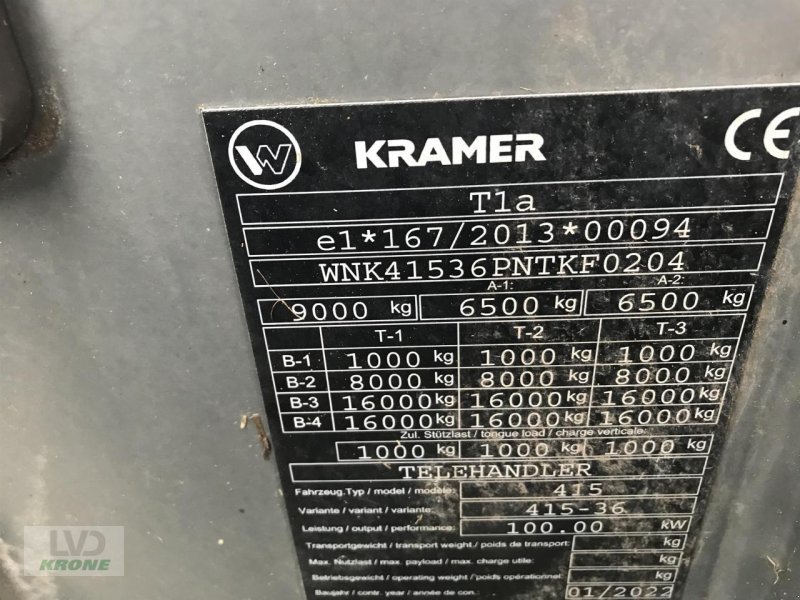 W KRAMER CE
T1a
e1*167/2013*00094
WNK41536PNTKF0204
A-1: A-2:
9000 kg 6500 kg 6500 kg
T-1 T-2 T-3
B-1 1000 kg 1000 kg 1000 kg
B-2 8000 kg 8000 kg 8000 kg
B-3 16000 kg 16000 kg 16000 kg
B-4 16000 kg 16000 kg 16000 kg
Zul. Stützlast / tongue load / charge verticale:
1000 kg 1000 kg 1000 kg
TELEHANDLER
Fahrzeug.Typ / model / modèle: 415
Variante / variant / variante: 415-36
Leistung / output / performance: 100.00 kW
Transportgewicht / transport weight./ poids de transport: kg
Max. Nutzlast / max. payload / max. charge utile: kg
Betriebsgewicht / operating weight / poids opérationnel: kg
Baujahr / contr. year / année de con.: 01/2022
LVD
KRONE